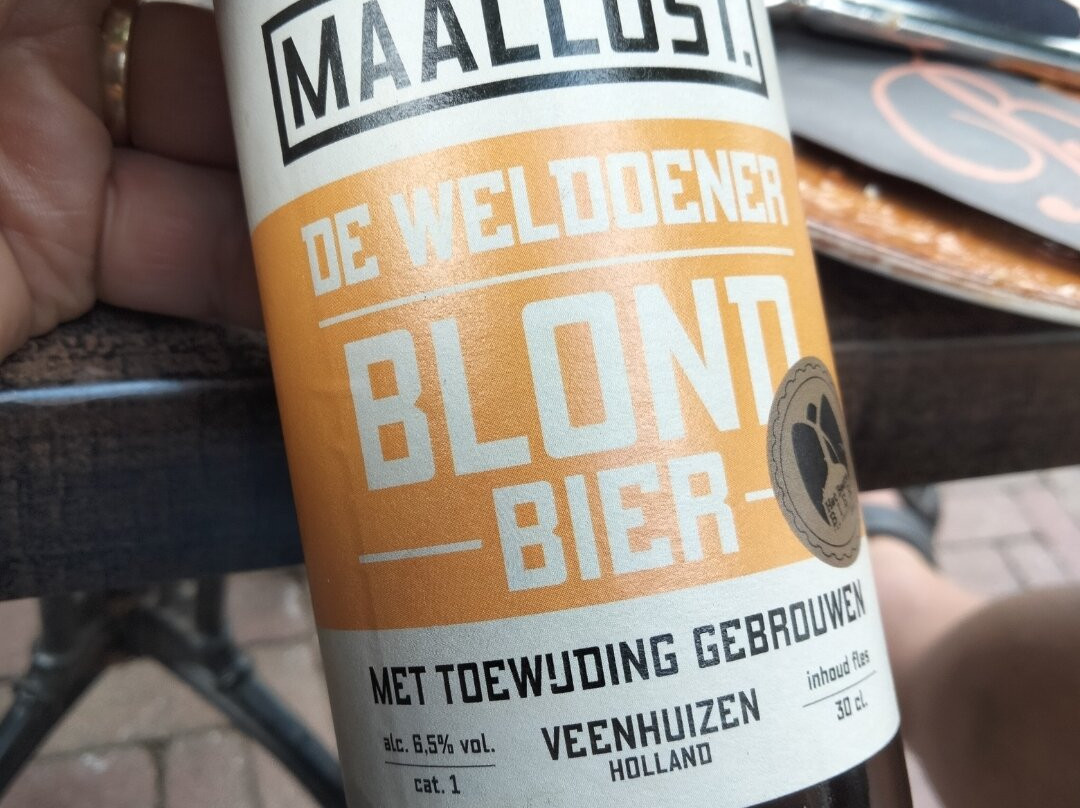 MAALLUST.
DE WELDOENER
BLOND
BIER
MET TOEWIJDING GEBROUWEN
alc. 6,5% vol.
cat. 1
VEENHUIZEN
HOLLAND
inhoud fles
30 cl.